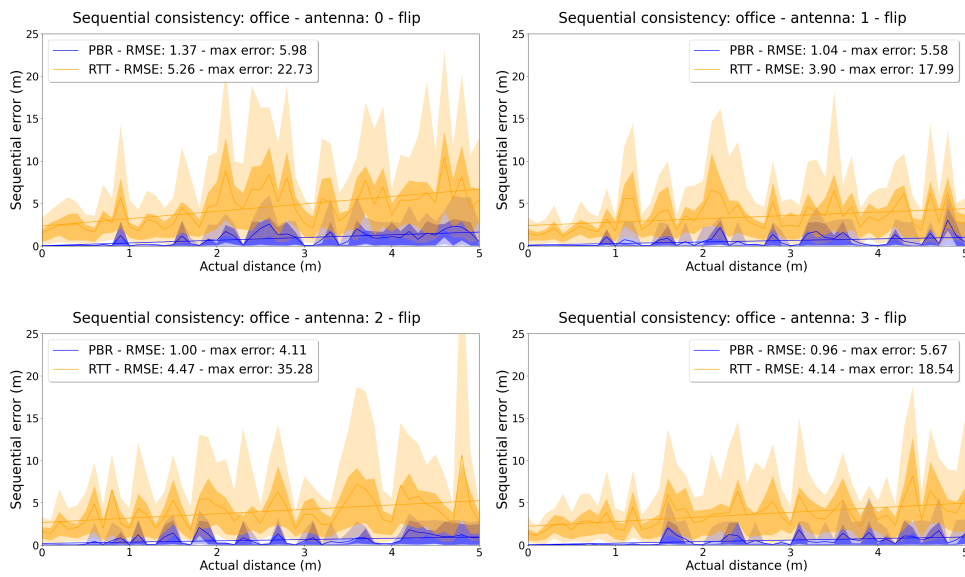 Sequential consistency: office - antenna: 0 - flip
PBR - RMSE: 1.37 - max error: 5.98
RTT - RMSE: 5.26 - max error: 22.73
Sequential error (m)
25
20
15
10
5
0
0 1 2 3 4 5
Actual distance (m)
Sequential consistency: office - antenna: 1 - flip
PBR - RMSE: 1.04 - max error: 5.58
RTT - RMSE: 3.90 - max error: 17.99
Sequential error (m)
25
20
15
10
5
0
0 1 2 3 4 5
Actual distance (m)
Sequential consistency: office - antenna: 2 - flip
PBR - RMSE: 1.00 - max error: 4.11
RTT - RMSE: 4.47 - max error: 35.28
Sequential error (m)
25
20
15
10
5
0
0 1 2 3 4 5
Actual distance (m)
Sequential consistency: office - antenna: 3 - flip
PBR - RMSE: 0.96 - max error: 5.67
RTT - RMSE: 4.14 - max error: 18.54
Sequential error (m)
25
20
15
10
5
0
0 1 2 3 4 5
Actual distance (m)